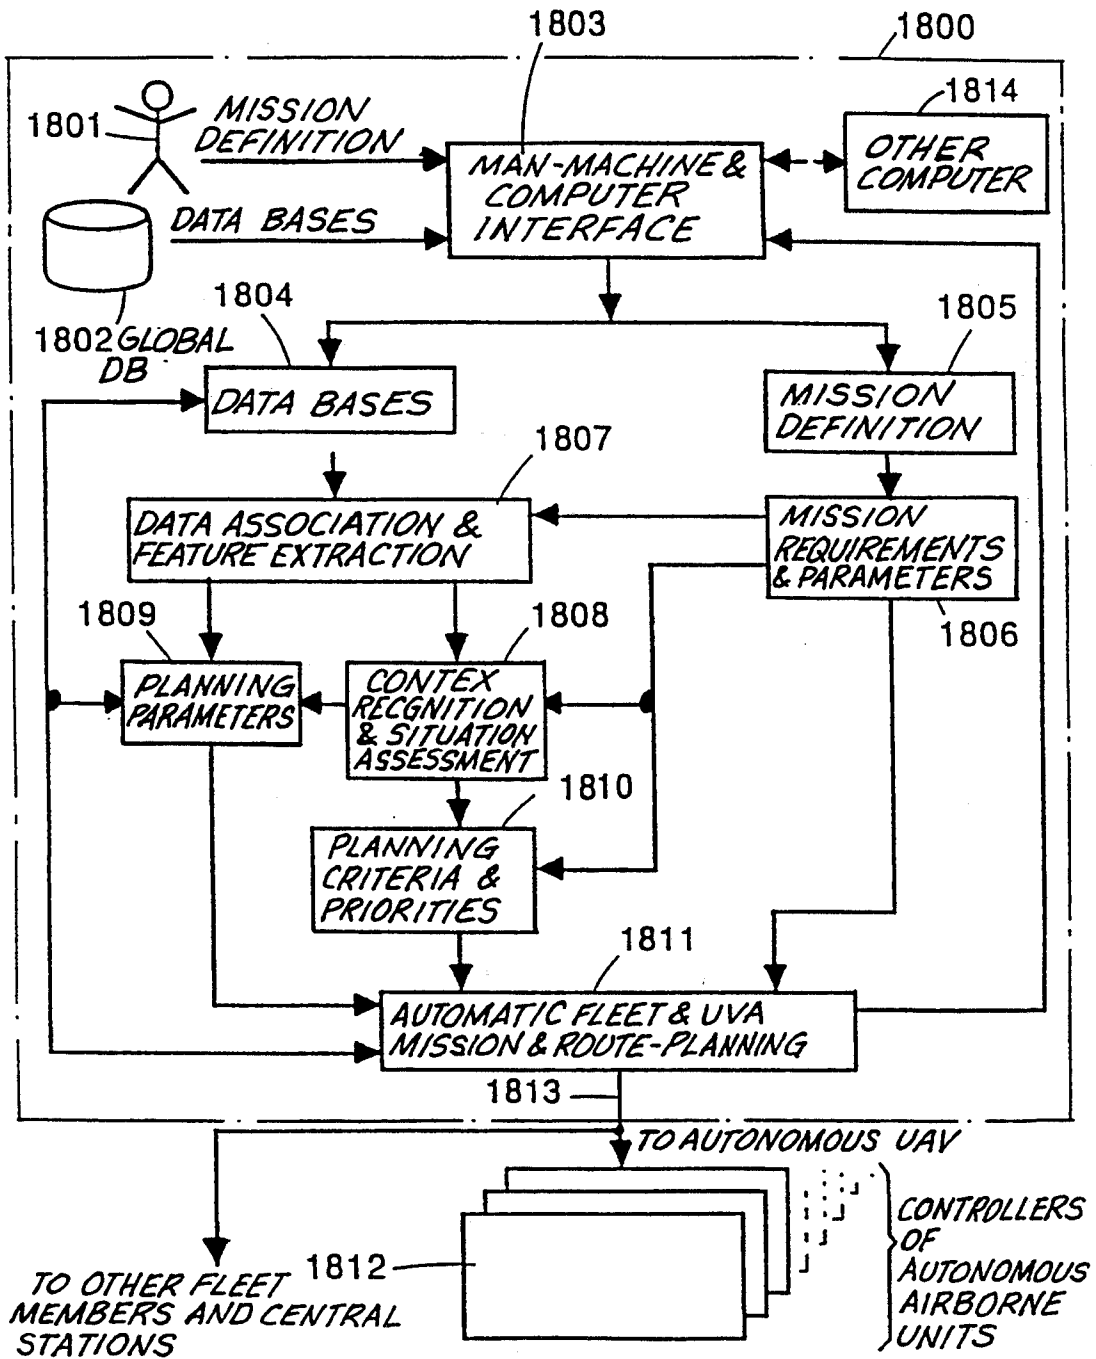 1803
1800
1801
MISSION
DEFINITION
1814
MAN-MACHINE &
COMPUTER
INTERFACE
OTHER
COMPUTER
DATA BASES
1802 GLOBAL
DB
1804
1805
DATA BASES
MISSION
DEFINITION
1807
DATA ASSOCIATION &
FEATURE EXTRACTION
MISSION
REQUIREMENTS
& PARAMETERS
1806
1809
1808
PLANNING
PARAMETERS
CONTEX
RECGNITION
& SITUATION
ASSESSMENT
1810
PLANNING
CRITERIA &
PRIORITIES
1811
AUTOMATIC FLEET & UVA
MISSION & ROUTE-PLANNING
1813
TO AUTONOMOUS UAV
1812
CONTROLLERS
OF
AUTONOMOUS
AIRBORNE
UNITS
TO OTHER FLEET
MEMBERS AND CENTRAL
STATIONS